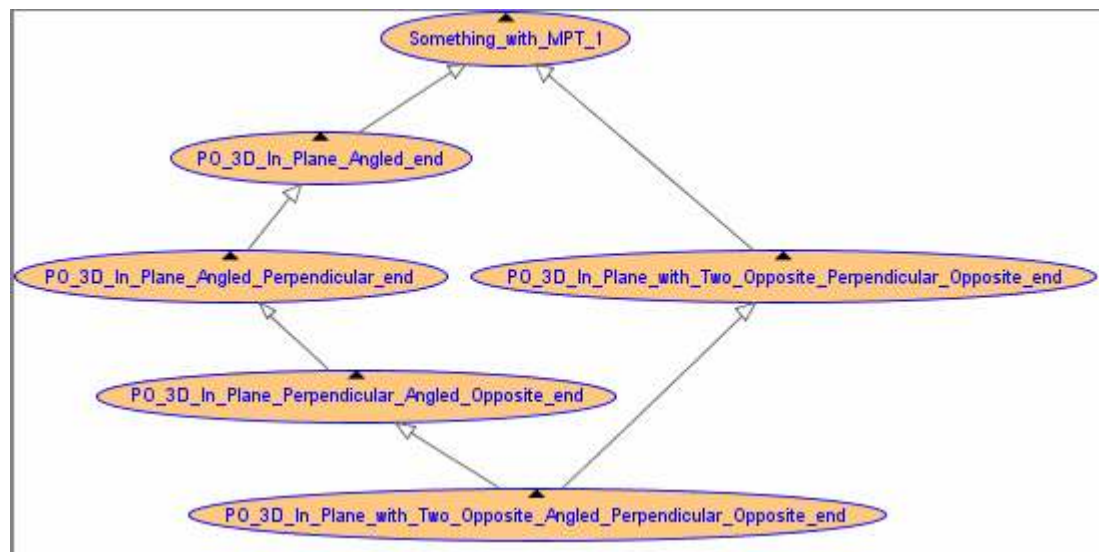 Something_with_MPT_1
PO_3D_In_Plane_Angled_end
PO_3D_In_Plane_Angled_Perpendicular_end
PO_3D_In_Plane_with_Two_Opposite_Perpendicular_Opposite_end
PO_3D_In_Plane_Perpendicular_Angled_Opposite_end
PO_3D_In_Plane_with_Two_Opposite_Angled_Perpendicular_Opposite_end